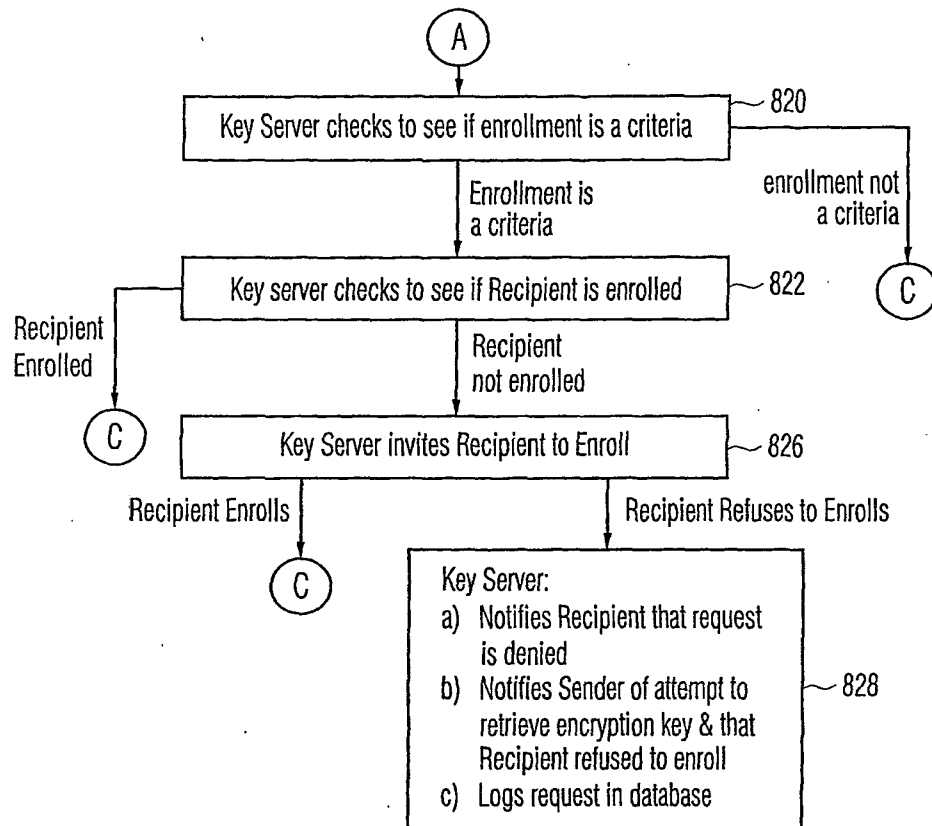 A
Key Server checks to see if enrollment is a criteria
820
Enrollment is
a criteria
enrollment not
a criteria
C
Key server checks to see if Recipient is enrolled
822
Recipient
Enrolled
Recipient
not enrolled
C
Key Server invites Recipient to Enroll
826
Recipient Enrolls
Recipient Refuses to Enrolls
C
Key Server:
a) Notifies Recipient that request
is denied
b) Notifies Sender of attempt to
retrieve encryption key & that
Recipient refused to enroll
c) Logs request in database
828